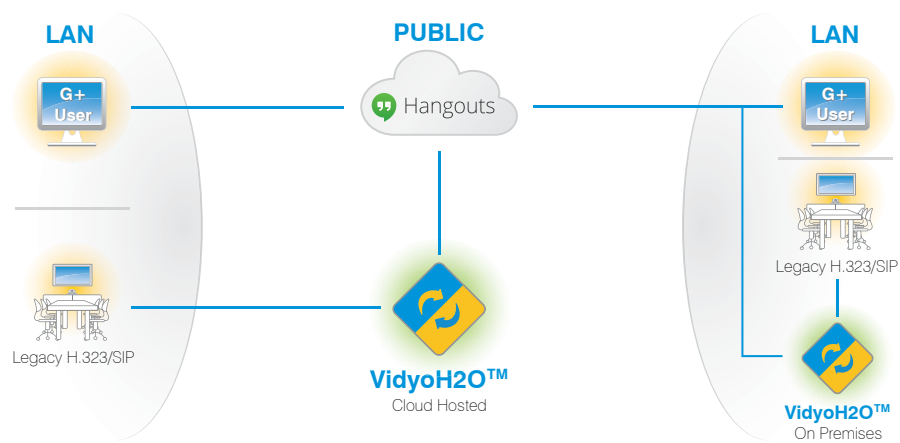 LAN
G+
User
Legacy H.323/SIP
PUBLIC
Hangouts
VidyoH2O™
Cloud Hosted
LAN
G+
User
Legacy H.323/SIP
VidyoH2O™
On Premises